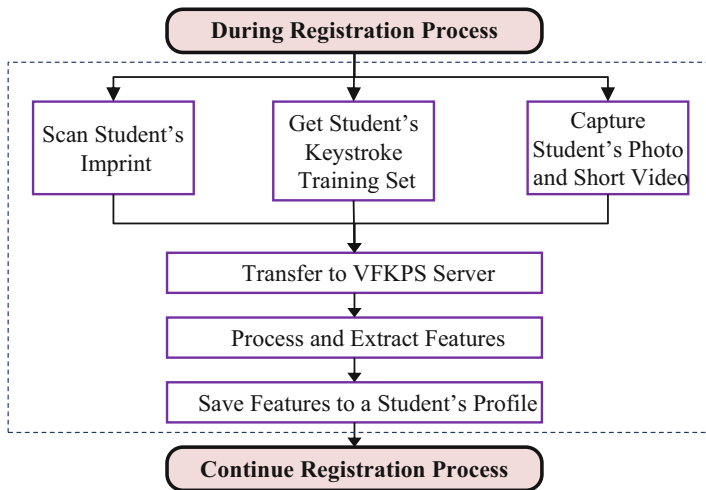 During Registration Process
Scan Student's
Imprint
Get Student's
Keystroke
Training Set
Capture
Student's Photo
and Short Video
Transfer to VFKPS Server
Process and Extract Features
Save Features to a Student's Profile
Continue Registration Process